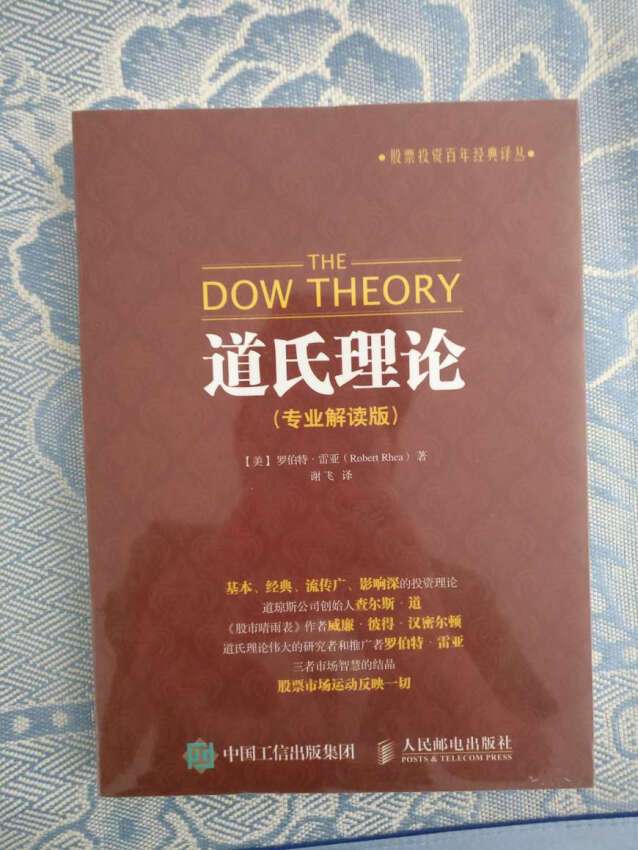 •股票投资百年经典译丛•
THE
DOW THEORY
道氏理论
(专业解读版)
【美】罗伯特·雷亚(Robert Rhea)著
谢飞 译
基本、经典、流传广、影响深的投资理论
道琼斯公司创始人查尔斯·道
《股市晴雨表》作者威廉·彼得·汉密尔顿
道氏理论伟大的研究者和推广者罗伯特·雷亚
三者市场智慧的结晶
股票市场运动反映一切
中国工信出版集团
人民邮电出版社
POSTS & TELECOM PRESS